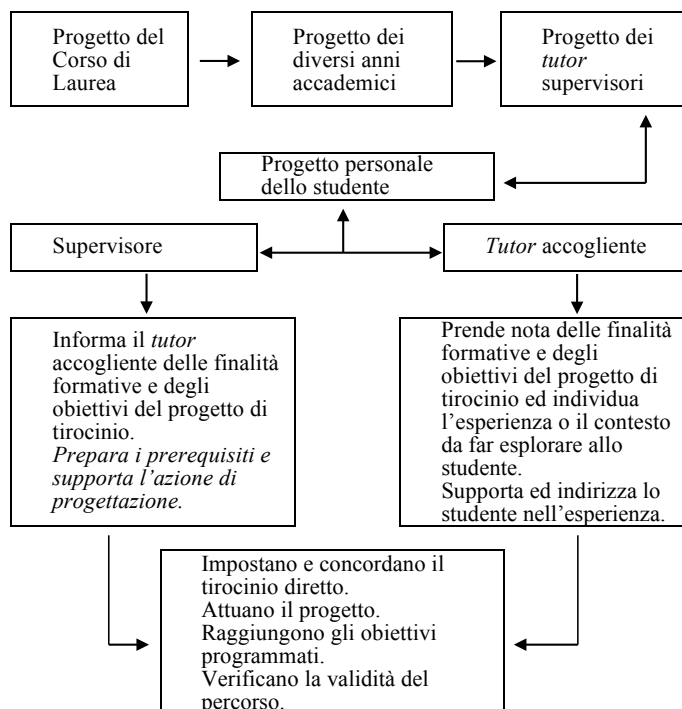 Progetto del
Corso di
Laurea
Progetto dei
diversi anni
accademici
Progetto dei
tutor
supervisori
Progetto personale
dello studente
Supervisore
Tutor accogliente
Informa il tutor
accogliente delle finalità
formative e degli
obiettivi del progetto di
tirocinio.
Prepara i prerequisiti e
supporta l’azione di
progettazione.
Prende nota delle finalità
formative e degli
obiettivi del progetto di
tirocinio ed individua
l’esperienza o il contesto
da far esplorare allo
studente.
Supporta ed indirizza lo
studente nell’esperienza.
Impostano e concordano il
tirocinio diretto.
Attuano il progetto.
Raggiungono gli obiettivi
programmati.
Verificano la validità del
percorso.